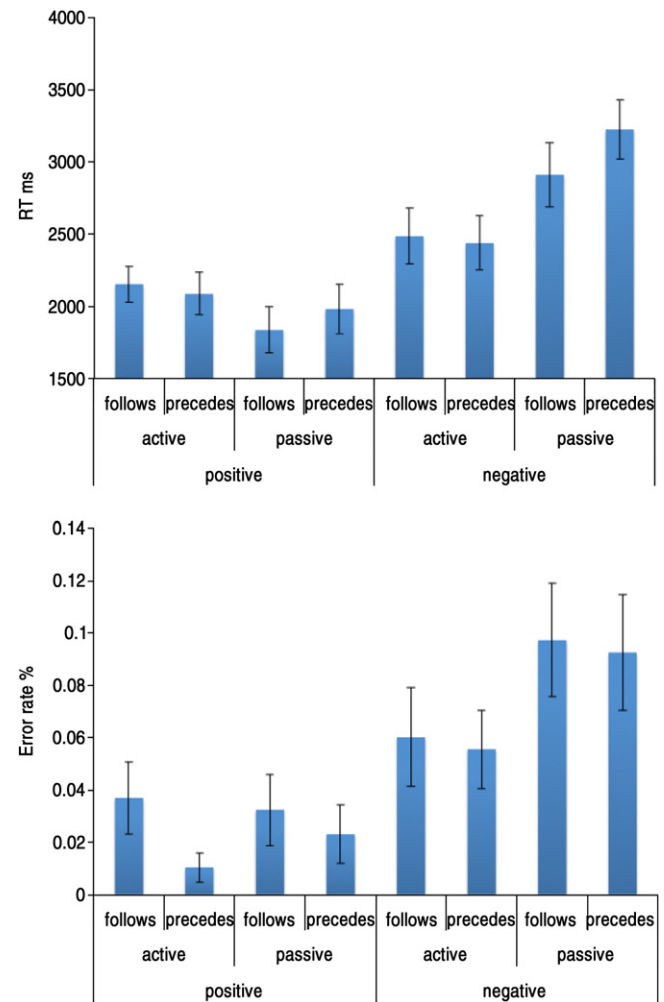 4000
3500
3000
2500
2000
1500
RT ms
follows precedes follows precedes follows precedes follows precedes
active passive active passive
positive negative
0.14
0.12
0.1
0.08
0.06
0.04
0.02
0
Error rate %
follows precedes follows precedes follows precedes follows precedes
active passive active passive
positive negative